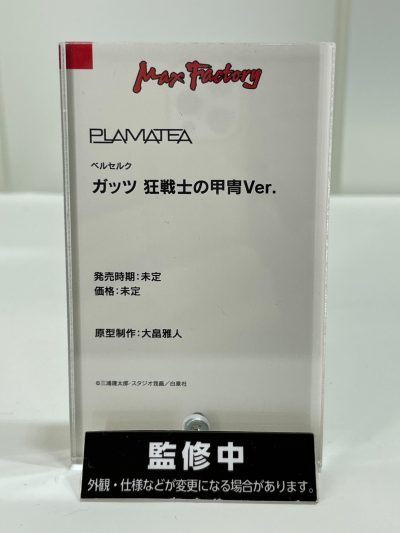 Max Factory
PLAMATEA
ベルセルク
ガッツ 狂戦士の甲冑Ver.
発売時期：未定
価格：未定
原型制作：大畠雅人
©三浦建太郎・スタジオ我画／白泉社
監修中
外観・仕様などが変更になる場合があります。